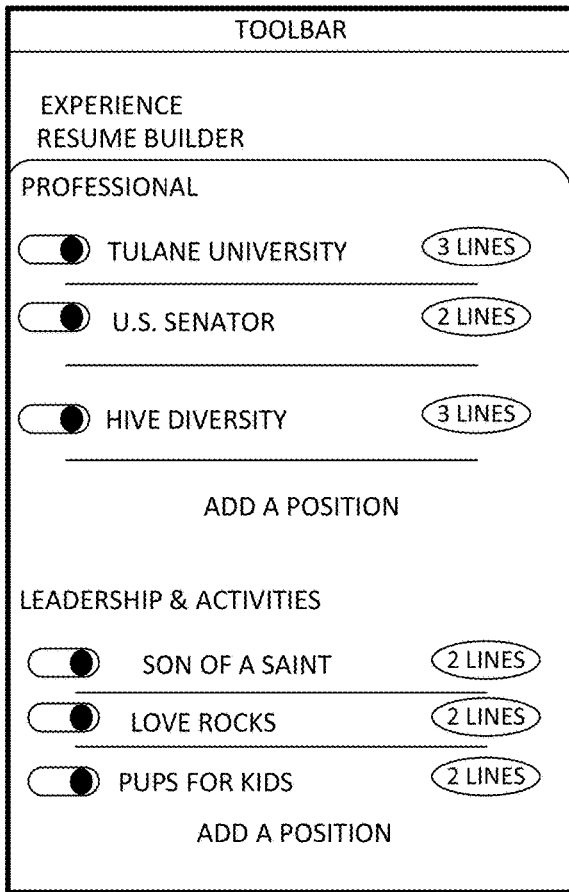 TOOLBAR
EXPERIENCE
RESUME BUILDER
PROFESSIONAL
TULANE UNIVERSITY 3 LINES
U.S. SENATOR 2 LINES
HIVE DIVERSITY 3 LINES
ADD A POSITION
LEADERSHIP & ACTIVITIES
SON OF A SAINT 2 LINES
LOVE ROCKS 2 LINES
PUPS FOR KIDS 2 LINES
ADD A POSITION